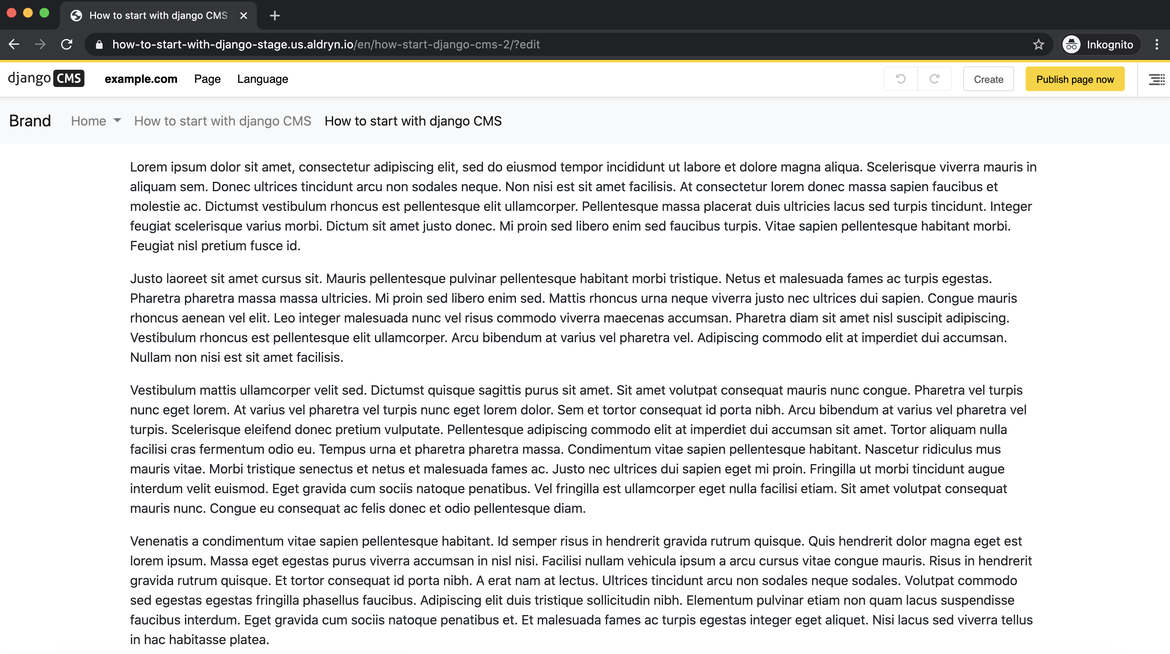 How to start with django CMS
how-to-start-with-django-stage.us.aldryn.io/en/how-start-django-cms-2/?edit
Inkognito
django CMS example.com Page Language Create Publish page now
Brand Home How to start with django CMS How to start with django CMS
Lorem ipsum dolor sit amet, consectetur adipiscing elit, sed do eiusmod tempor incididunt ut labore et dolore magna aliqua. Scelerisque viverra mauris in
aliquam sem. Donec ultrices tincidunt arcu non sodales neque. Non nisi est sit amet facilisis. At consectetur lorem donec massa sapien faucibus et
molestie ac. Dictumst vestibulum rhoncus est pellentesque elit ullamcorper. Pellentesque massa placerat duis ultricies lacus sed turpis tincidunt. Integer
feugiat scelerisque varius morbi. Dictum sit amet justo donec. Mi proin sed libero enim sed faucibus turpis. Vitae sapien pellentesque habitant morbi.
Feugiat nisl pretium fusce id.
Justo laoreet sit amet cursus sit. Mauris pellentesque pulvinar pellentesque habitant morbi tristique. Netus et malesuada fames ac turpis egestas.
Pharetra pharetra massa massa ultricies. Mi proin sed libero enim sed. Mattis rhoncus urna neque viverra justo nec ultrices dui sapien. Congue mauris
rhoncus aenean vel elit. Leo integer malesuada nunc vel risus commodo viverra maecenas accumsan. Pharetra diam sit amet nisl suscipit adipiscing.
Vestibulum rhoncus est pellentesque elit ullamcorper. Arcu bibendum at varius vel pharetra vel. Adipiscing commodo elit at imperdiet dui accumsan.
Nullam non nisi est sit amet facilisis.
Vestibulum mattis ullamcorper velit sed. Dictumst quisque sagittis purus sit amet. Sit amet volutpat consequat mauris nunc congue. Pharetra vel turpis
nunc eget lorem. At varius vel pharetra vel turpis nunc eget lorem dolor. Sem et tortor consequat id porta nibh. Arcu bibendum at varius vel pharetra vel
turpis. Scelerisque eleifend donec pretium vulputate. Pellentesque adipiscing commodo elit at imperdiet dui accumsan sit amet. Tortor aliquam nulla
facilisi cras fermentum odio eu. Tempus urna et pharetra pharetra massa. Condimentum vitae sapien pellentesque habitant. Nascetur ridiculus mus
mauris vitae. Morbi tristique senectus et netus et malesuada fames ac. Justo nec ultrices dui sapien eget mi proin. Fringilla ut morbi tincidunt augue
interdum velit euismod. Eget gravida cum sociis natoque penatibus. Vel fringilla est ullamcorper eget nulla facilisi etiam. Sit amet volutpat consequat
mauris nunc. Congue eu consequat ac felis donec et odio pellentesque diam.
Venenatis a condimentum vitae sapien pellentesque habitant. Id semper risus in hendrerit gravida rutrum quisque. Quis hendrerit dolor magna eget est
lorem ipsum. Massa eget egestas purus viverra accumsan in nisl nisi. Facilisi nullam vehicula ipsum a arcu cursus vitae congue mauris. Risus in hendrerit
gravida rutrum quisque. Et tortor consequat id porta nibh. A erat nam at lectus. Ultrices tincidunt arcu non sodales neque sodales. Volutpat commodo
sed egestas egestas fringilla phasellus faucibus. Adipiscing elit duis tristique sollicitudin nibh. Elementum pulvinar etiam non quam lacus suspendisse
faucibus interdum. Eget gravida cum sociis natoque penatibus et. Et malesuada fames ac turpis egestas integer eget aliquet. Nisi lacus sed viverra tellus
in hac habitasse platea.